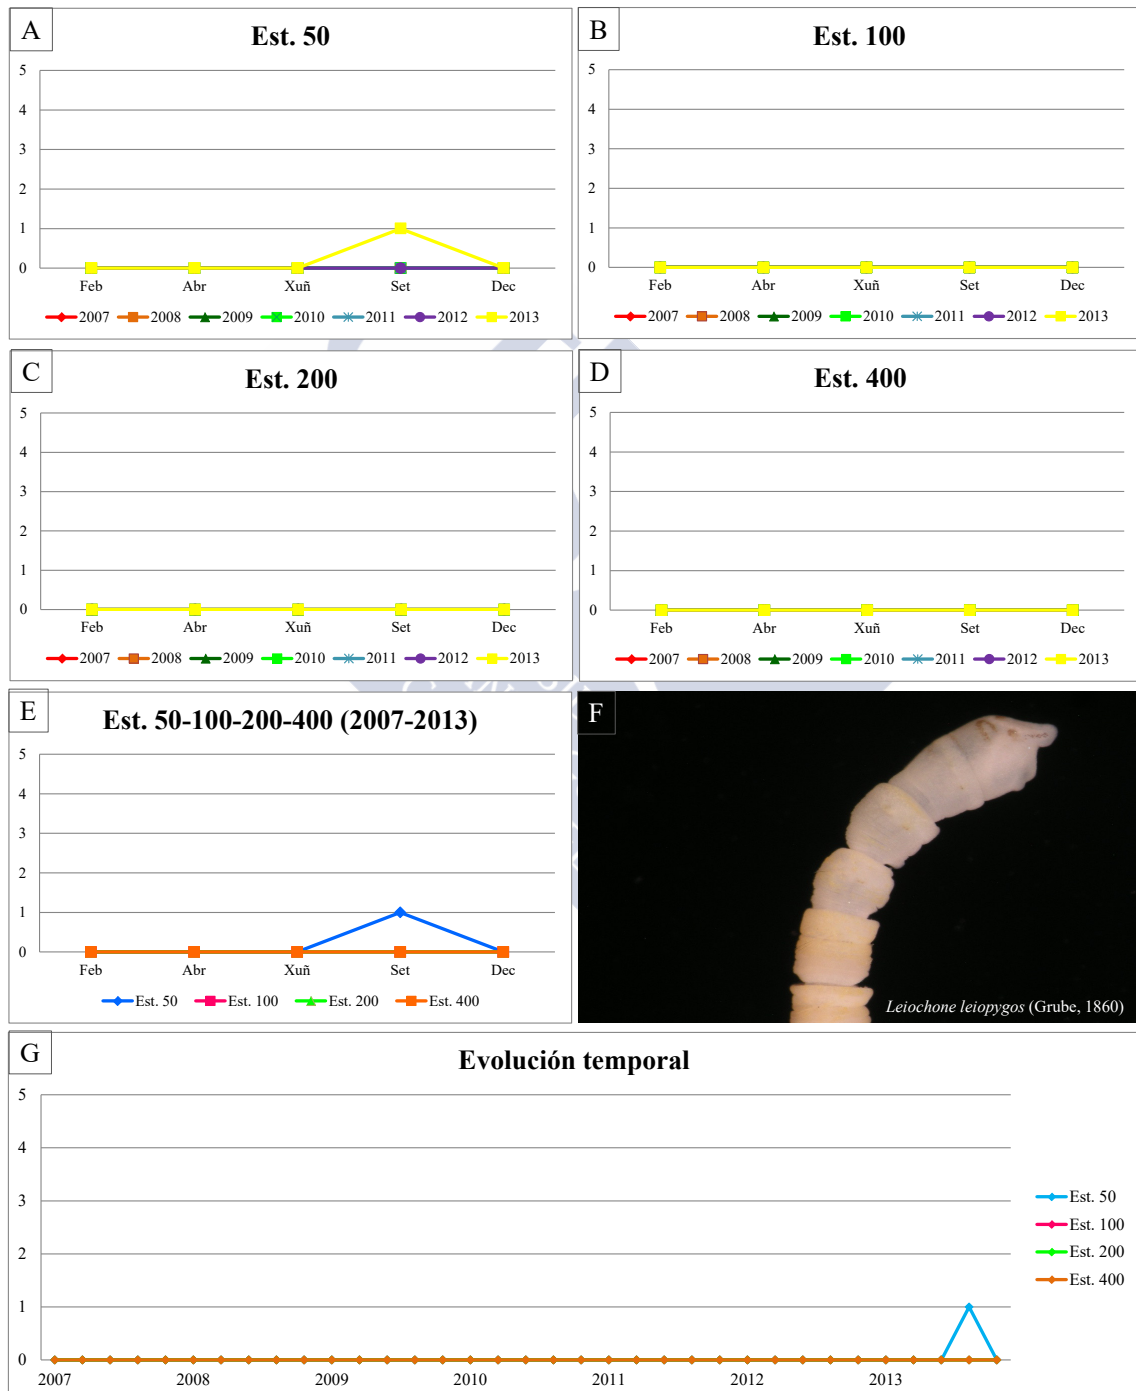 A
Est. 50
5
4
3
2
1
0
Feb Abr Xuñ Set Dec
2007 2008 2009 2010 2011 2012 2013
B
Est. 100
5
4
3
2
1
0
Feb Abr Xuñ Set Dec
2007 2008 2009 2010 2011 2012 2013
C
Est. 200
5
4
3
2
1
0
Feb Abr Xuñ Set Dec
2007 2008 2009 2010 2011 2012 2013
D
Est. 400
5
4
3
2
1
0
Feb Abr Xuñ Set Dec
2007 2008 2009 2010 2011 2012 2013
E
Est. 50-100-200-400 (2007-2013)
5
4
3
2
1
0
Feb Abr Xuñ Set Dec
Est. 50 Est. 100 Est. 200 Est. 400
F
Leiochone leiopygos (Grube, 1860)
G
Evolución temporal
5
4
3
2
1
0
2007 2008 2009 2010 2011 2012 2013
Est. 50
Est. 100
Est. 200
Est. 400